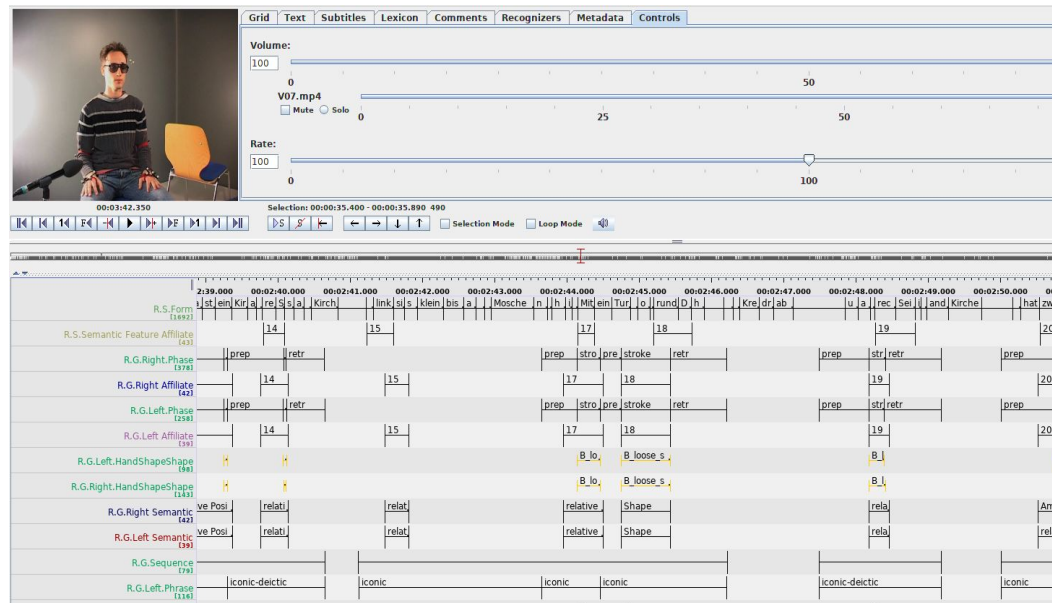 Grid Text Subtitles Lexicon Comments Recognizers Metadata Controls
Volume:
100
0 50
V07.mp4
Mute Solo
0 25 50
Rate:
100
0 100
00:03:42.350
Selection: 00:00:35.400 - 00:00:35.890 490
Selection Mode Loop Mode
2:39.000 00:02:40.000 00:02:41.000 00:02:42.000 00:02:43.000 00:02:44.000 00:02:45.000 00:02:46.000 00:02:47.000 00:02:48.000 00:02:49.000 00:02:50.000
R.S.Form
[1692]
st ein Kir a re S s a Kirch link si s klein bis a Mosche n h i Mit ein Tur o rund D h Kre dr ab u a rec Sei i and Kirche hat zw
R.S.Semantic Feature Affiliate
[43]
14 15 17 18 19 20
R.G.Right.Phase
[378]
prep retr prep stro pre stroke retr prep str retr prep
R.G.Right Affiliate
[42]
14 15 17 18 19 20
R.G.Left.Phase
[258]
prep retr prep stro pre stroke retr prep str retr prep
R.G.Left Affiliate
[39]
14 15 17 18 19 20
R.G.Left.HandShapeShape
[98]
B_lo B_loose_s B_l
R.G.Right.HandShapeShape
[143]
B_lo B_loose_s B_l
R.G.Right Semantic
[42]
ve Posi relati relat relative Shape rela Am
R.G.Left Semantic
[39]
ve Posi relati relat relative Shape rela rel
R.G.Sequence
[79]
R.G.Left.Phrase
[116]
iconic-deictic iconic iconic iconic iconic-deictic iconic